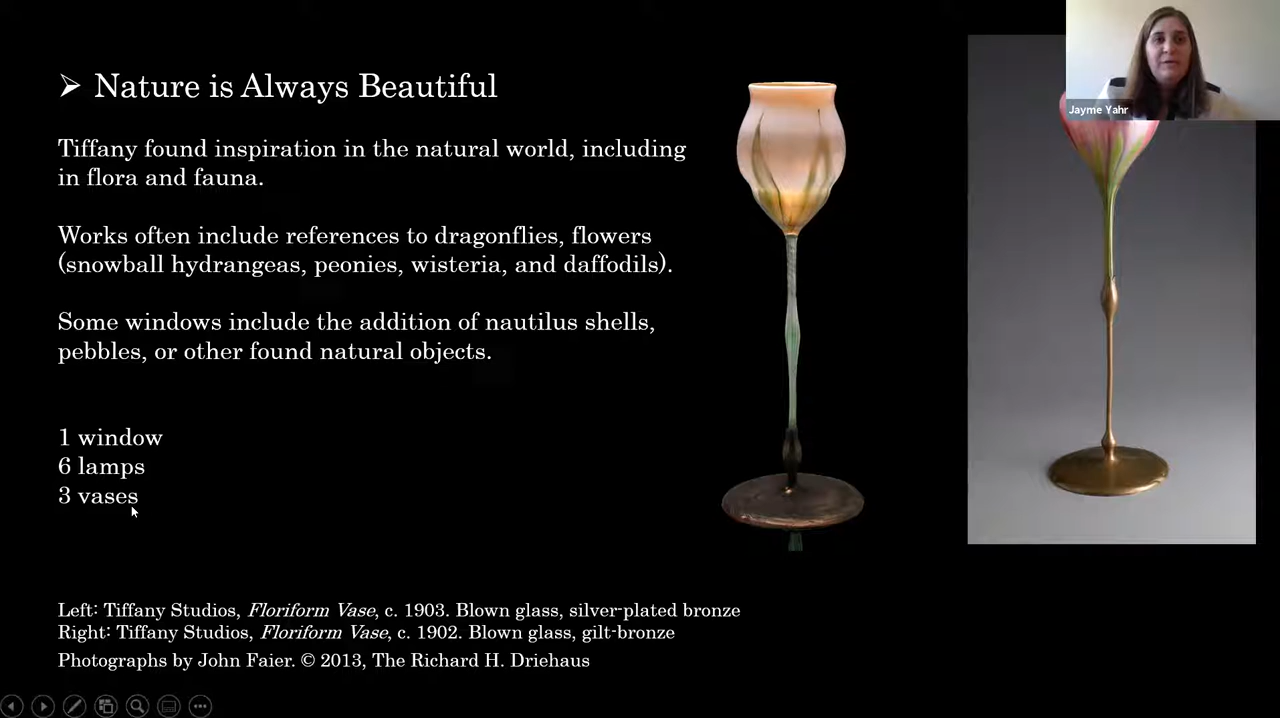 Nature is Always Beautiful
Tiffany found inspiration in the natural world, including
in flora and fauna.
Works often include references to dragonflies, flowers
(snowball hydrangeas, peonies, wisteria, and daffodils).
Some windows include the addition of nautilus shells,
pebbles, or other found natural objects.
1 window
6 lamps
3 vases
Left: Tiffany Studios, Floriform Vase, c. 1903. Blown glass, silver-plated bronze
Right: Tiffany Studios, Floriform Vase, c. 1902. Blown glass, gilt-bronze
Photographs by John Faier. © 2013, The Richard H. Driehaus
Jayme Yahr